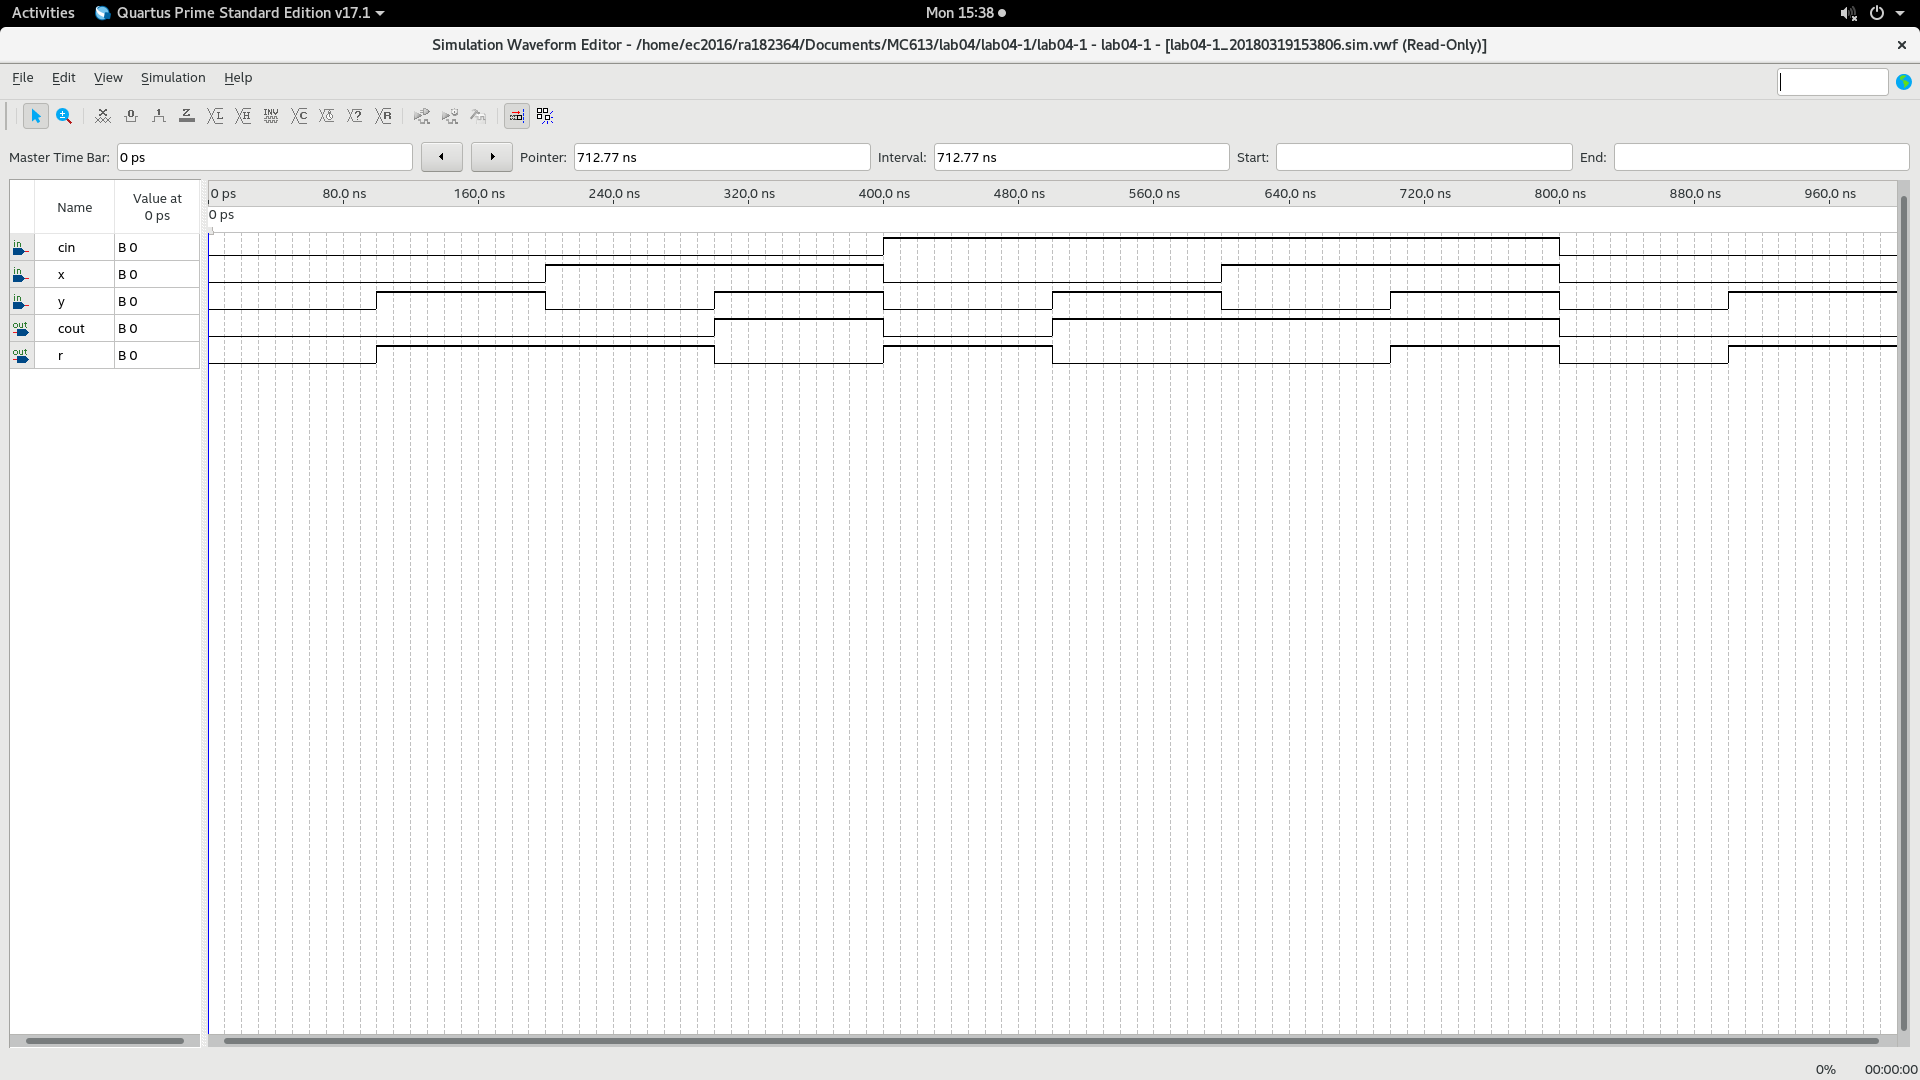 Activities Quartus Prime Standard Edition v17.1 Mon 15:38
Simulation Waveform Editor - /home/ec2016/ra182364/Documents/MC613/lab04/lab04-1/lab04-1 - lab04-1 - [lab04-1_20180319153806.sim.vwf (Read-Only)]
File Edit View Simulation Help
Master Time Bar: 0 ps Pointer: 712.77 ns Interval: 712.77 ns Start: End:
Name Value at 0 ps
0 ps 80.0 ns 160.0 ns 240.0 ns 320.0 ns 400.0 ns 480.0 ns 560.0 ns 640.0 ns 720.0 ns 800.0 ns 880.0 ns 960.0 ns
0 ps
in cin B 0
in x B 0
in y B 0
out cout B 0
out r B 0
0% 00:00:00